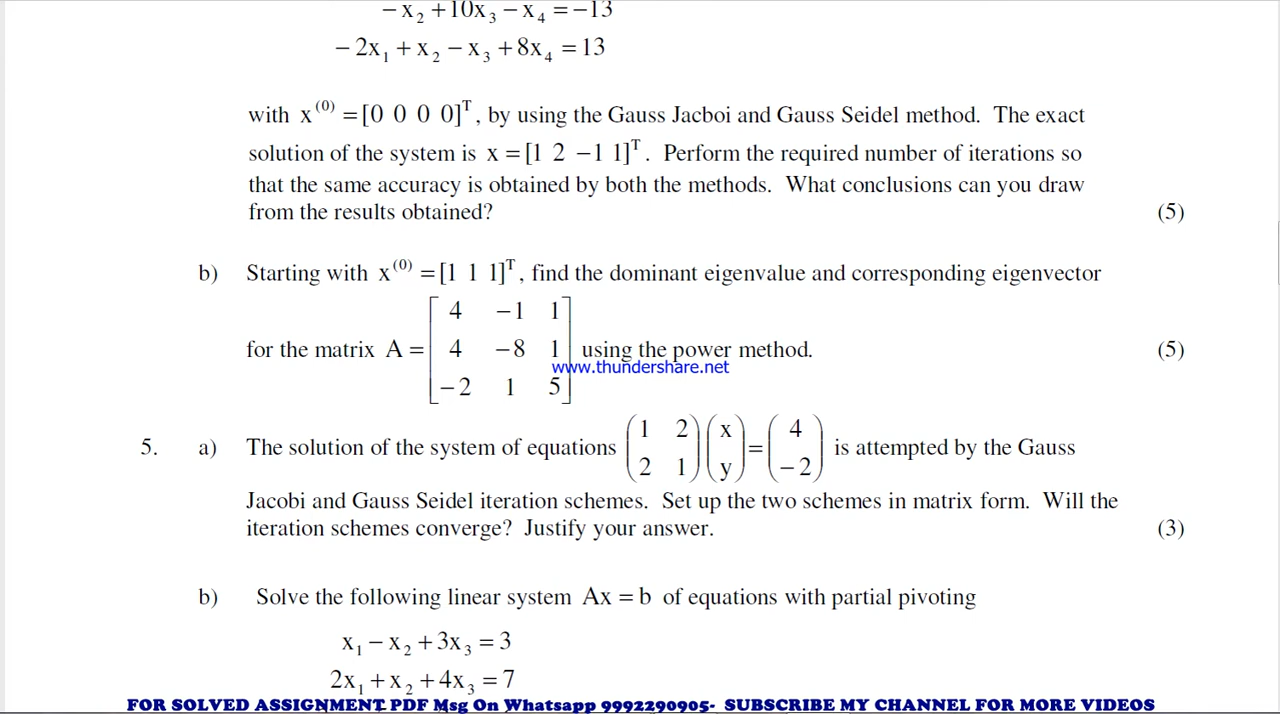 − x₂ + 10x₃ − x₄ = −13
− 2x₁ + x₂ − x₃ + 8x₄ = 13
with x⁽⁰⁾ = [0 0 0 0]ᵀ, by using the Gauss Jacboi and Gauss Seidel method. The exact
solution of the system is x = [1 2 −1 1]ᵀ. Perform the required number of iterations so
that the same accuracy is obtained by both the methods. What conclusions can you draw
from the results obtained? (5)
b) Starting with x⁽⁰⁾ = [1 1 1]ᵀ, find the dominant eigenvalue and corresponding eigenvector
4 −1 1
for the matrix A = 4 −8 1 using the power method. (5)
www.thundershare.net
−2 1 5
1 2 x 4
5. a) The solution of the system of equations = is attempted by the Gauss
2 1 y −2
Jacobi and Gauss Seidel iteration schemes. Set up the two schemes in matrix form. Will the
iteration schemes converge? Justify your answer. (3)
b) Solve the following linear system Ax = b of equations with partial pivoting
x₁ − x₂ + 3x₃ = 3
2x₁ + x₂ + 4x₃ = 7
FOR SOLVED ASSIGNMENT PDF Msg On Whatsapp 9992290905- SUBSCRIBE MY CHANNEL FOR MORE VIDEOS